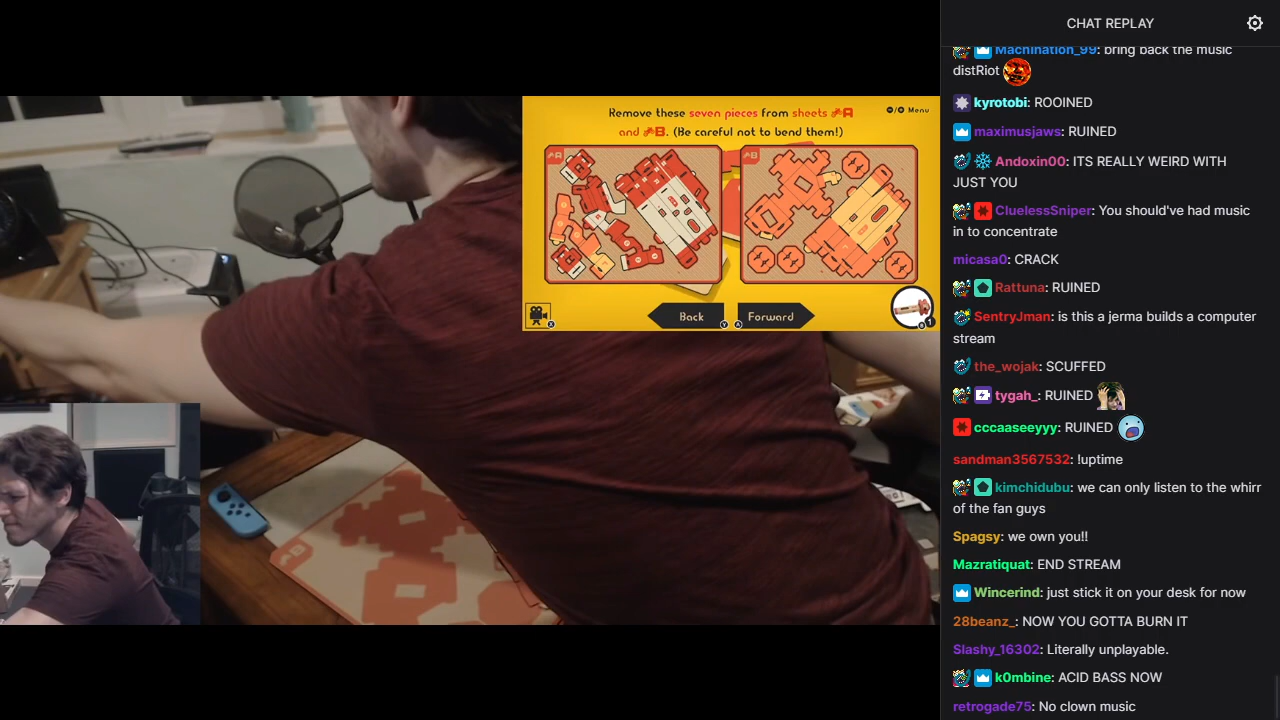 CHAT REPLAY
Machination_99: bring back the music
distRiot
kyrotobi: ROOINED
maximusjaws: RUINED
Andoxin00: ITS REALLY WEIRD WITH
JUST YOU
CluelessSniper: You should've had music
in to concentrate
micasa0: CRACK
Rattuna: RUINED
SentryJman: is this a jerma builds a computer
stream
the_wojak: SCUFFED
tygah_: RUINED
cccaaseeyyy: RUINED
sandman3567532: !uptime
kimchidubu: we can only listen to the whirr
of the fan guys
Spagsy: we own you!!
Mazratiquat: END STREAM
Wincerind: just stick it on your desk for now
28beanz_: NOW YOU GOTTA BURN IT
Slashy_16302: Literally unplayable.
k0mbine: ACID BASS NOW
retrogade75: No clown music
Remove these seven pieces from sheets A
and B. (Be careful not to bend them!)
Menu
A
B
Back
Y
A
Forward
X
B